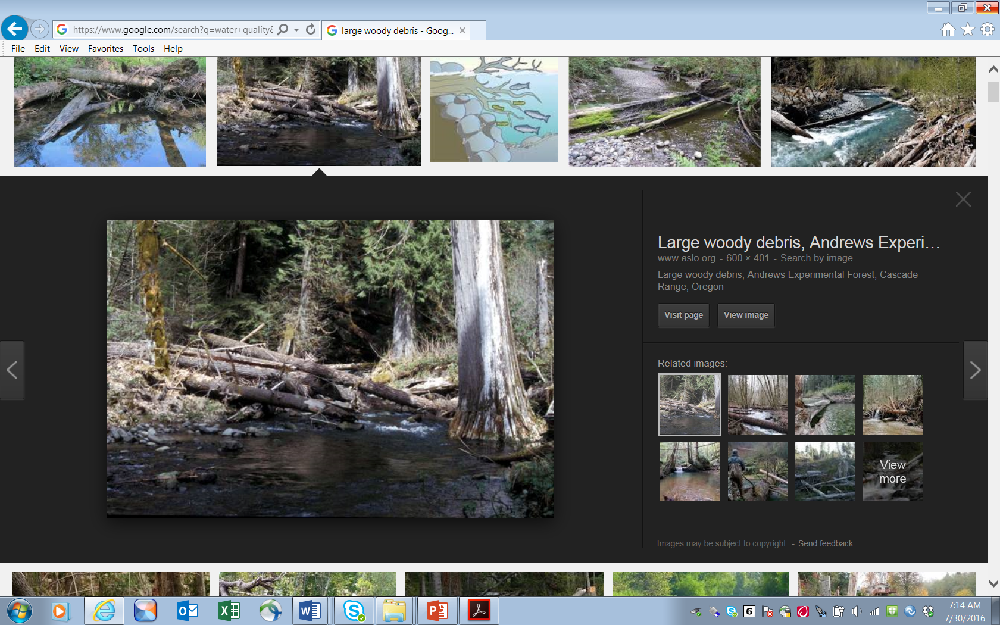 https://www.google.com/search?q=water+quality&
large woody debris - Goog...
File Edit View Favorites Tools Help
Large woody debris, Andrews Experi...
www.aslo.org - 600 × 401 - Search by image
Large woody debris, Andrews Experimental Forest, Cascade
Range, Oregon
Visit page View image
Related images:
View
more
Images may be subject to copyright. - Send feedback
7:14 AM
7/30/2016